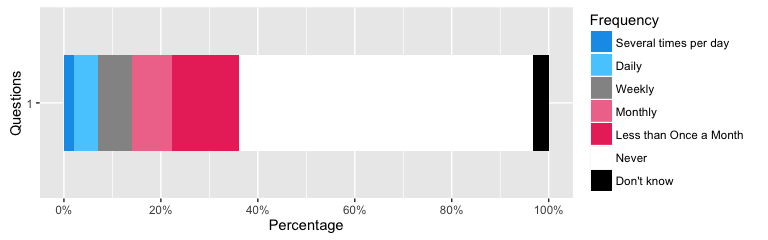 Frequency
Several times per day
Daily
Weekly
Monthly
Less than Once a Month
Never
Don't know
Questions
1
0%
20%
40%
60%
80%
100%
Percentage